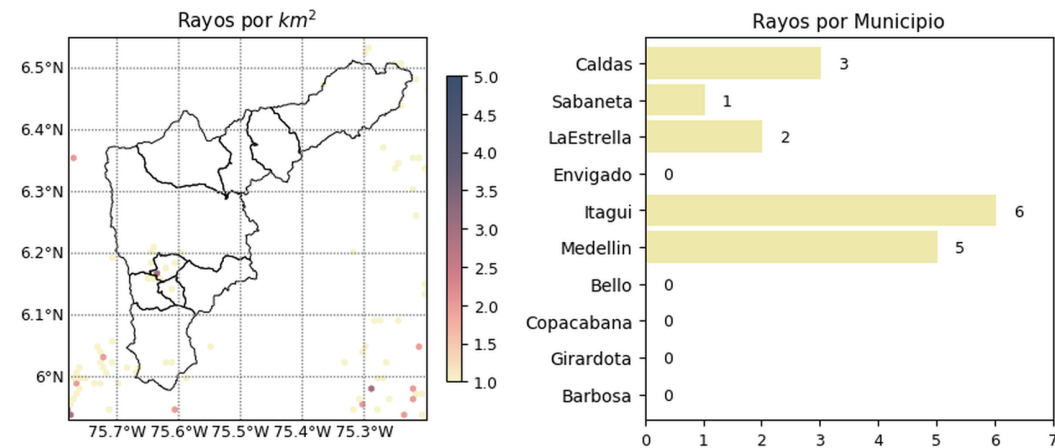 Rayos por km²
6.5°N
6.4°N
6.3°N
6.2°N
6.1°N
6°N
75.7°W 75.6°W 75.5°W 75.4°W 75.3°W
5.0
4.5
4.0
3.5
3.0
2.5
2.0
1.5
1.0
Rayos por Municipio
Caldas 3
Sabaneta 1
LaEstrella 2
Envigado 0
Itagui 6
Medellin 5
Bello 0
Copacabana 0
Girardota 0
Barbosa 0
0 1 2 3 4 5 6 7